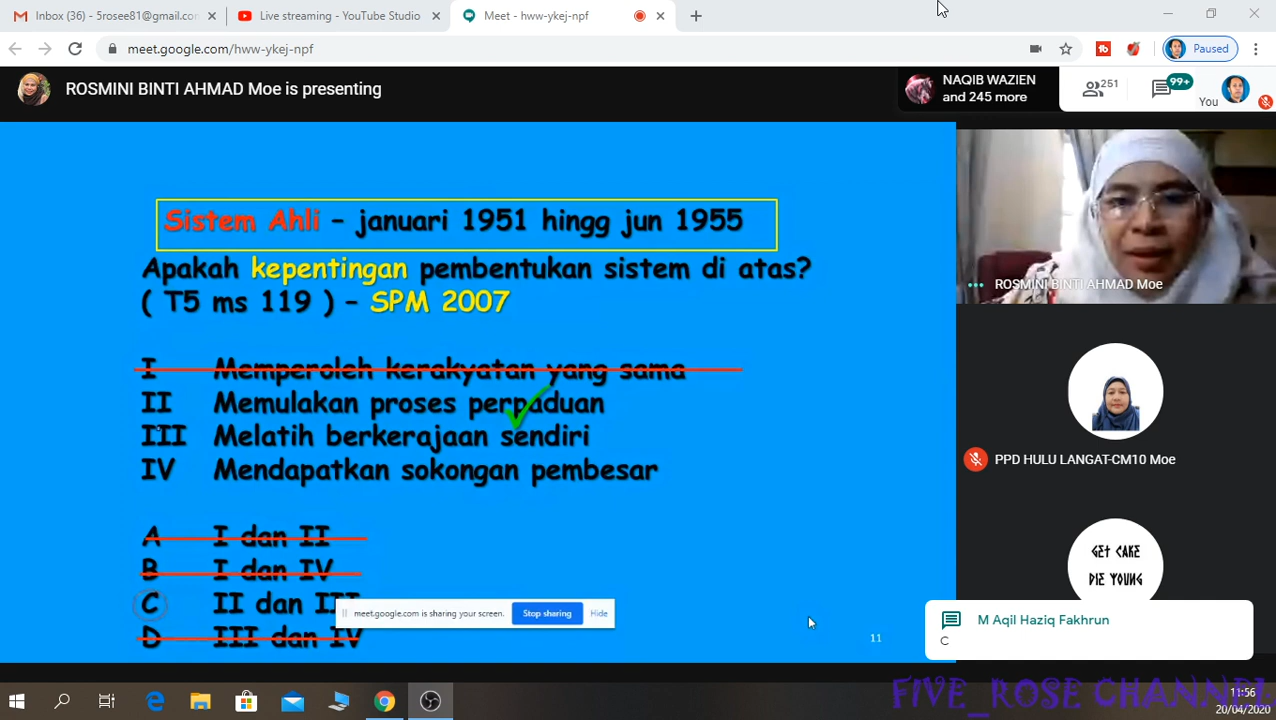 Inbox (36) - 5rosee81@gmail.con
Live streaming - YouTube Studio
Meet - hww-ykej-npf
meet.google.com/hww-ykej-npf
Paused
ROSMINI BINTI AHMAD Moe is presenting
NAQIB WAZIEN
and 245 more
251
99+
You
Sistem Ahli - januari 1951 hingg jun 1955
Apakah kepentingan pembentukan sistem di atas?
( T5 ms 119 ) - SPM 2007
I Memperoleh kerakyatan yang sama
II Memulakan proses perpaduan
III Melatih berkerajaan sendiri
IV Mendapatkan sokongan pembesar
A I dan II
B I dan IV
C II dan III
D III dan IV
meet.google.com is sharing your screen.
Stop sharing
Hide
11
ROSMINI BINTI AHMAD Moe
PPD HULU LANGAT-CM10 Moe
GET CAKE
DIE YOUNG
M Aqil Haziq Fakhrun
C
FIVE_ROSE CHANNEL
11:56
20/04/2020